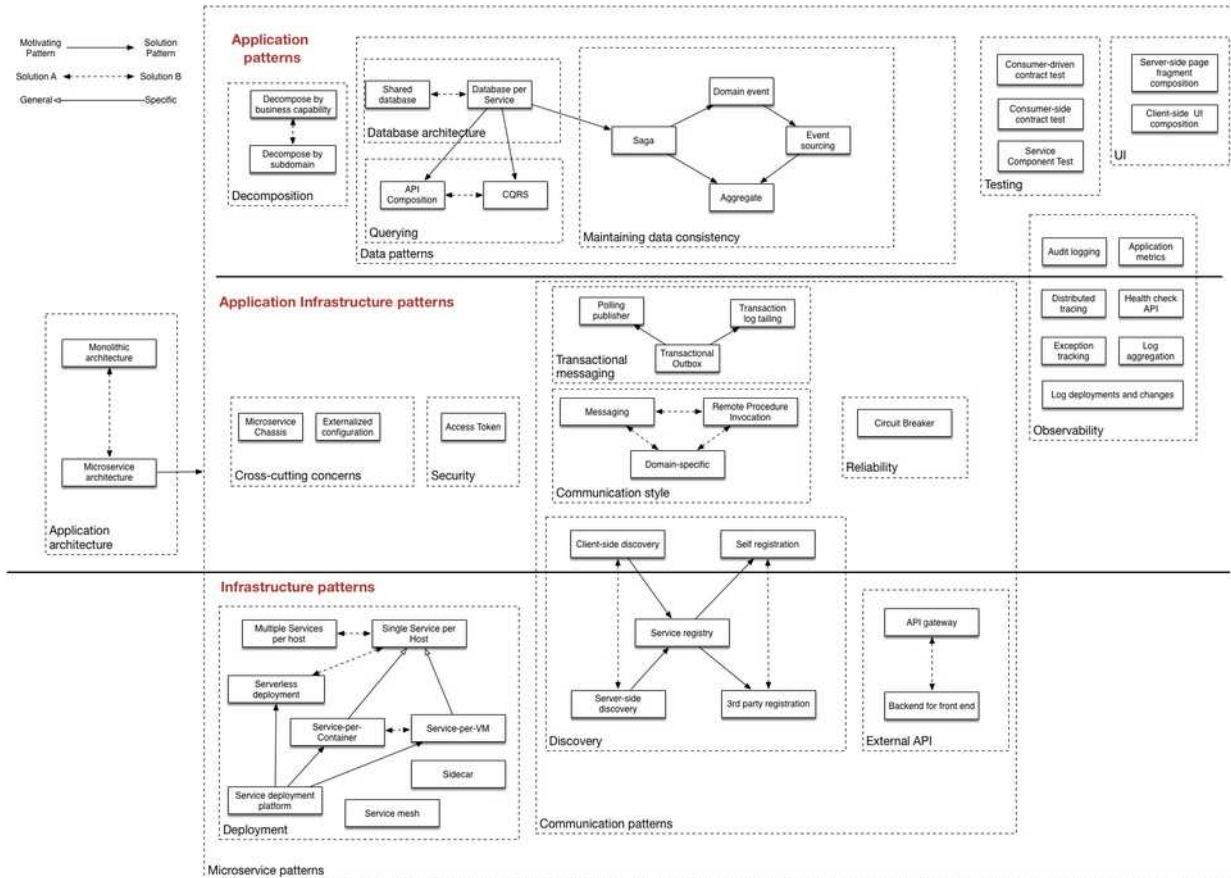 Motivating
Pattern
Solution
Pattern
Solution A
Solution B
General
Specific
Application
patterns
Decompose by
business capability
Decompose by
subdomain
Decomposition
Shared
database
Database per
Service
Database architecture
API
Composition
CQRS
Querying
Data patterns
Domain event
Saga
Event
sourcing
Aggregate
Maintaining data consistency
Consumer-driven
contract test
Consumer-side
contract test
Service
Component Test
Testing
Server-side page
fragment
composition
Client-side UI
composition
UI
Audit logging
Application
metrics
Distributed
tracing
Health check
API
Exception
tracking
Log
aggregation
Log deployments and changes
Observability
Application Infrastructure patterns
Monolithic
architecture
Microservice
architecture
Application
architecture
Microservice
Chassis
Externalized
configuration
Cross-cutting concerns
Access Token
Security
Polling
publisher
Transaction
log tailing
Transactional
Outbox
Transactional
messaging
Messaging
Remote Procedure
Invocation
Domain-specific
Communication style
Circuit Breaker
Reliability
Client-side discovery
Self registration
Service registry
Server-side
discovery
3rd party registration
Discovery
API gateway
Backend for front end
External API
Communication patterns
Infrastructure patterns
Multiple Services
per host
Single Service per
Host
Serverless
deployment
Service-per-
Container
Service-per-VM
Sidecar
Service deployment
platform
Service mesh
Deployment
Microservice patterns